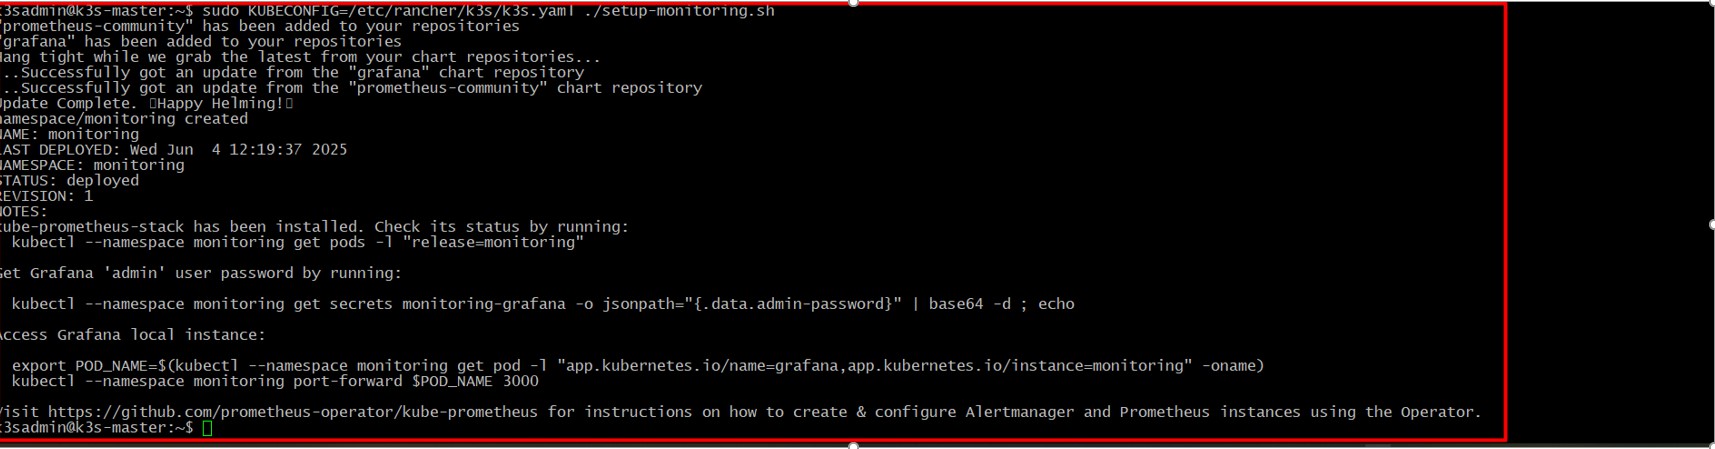 k3sadmin@k3s-master:~$ sudo KUBECONFIG=/etc/rancher/k3s/k3s.yaml ./setup-monitoring.sh
"prometheus-community" has been added to your repositories
"grafana" has been added to your repositories
Hang tight while we grab the latest from your chart repositories...
...Successfully got an update from the "grafana" chart repository
...Successfully got an update from the "prometheus-community" chart repository
Update Complete. ▯Happy Helming!▯
namespace/monitoring created
NAME: monitoring
LAST DEPLOYED: Wed Jun  4 12:19:37 2025
NAMESPACE: monitoring
STATUS: deployed
REVISION: 1
NOTES:
kube-prometheus-stack has been installed. Check its status by running:
  kubectl --namespace monitoring get pods -l "release=monitoring"
Get Grafana 'admin' user password by running:
  kubectl --namespace monitoring get secrets monitoring-grafana -o jsonpath="{.data.admin-password}" | base64 -d ; echo
Access Grafana local instance:
  export POD_NAME=$(kubectl --namespace monitoring get pod -l "app.kubernetes.io/name=grafana,app.kubernetes.io/instance=monitoring" -oname)
  kubectl --namespace monitoring port-forward $POD_NAME 3000
Visit https://github.com/prometheus-operator/kube-prometheus for instructions on how to create & configure Alertmanager and Prometheus instances using the Operator.
k3sadmin@k3s-master:~$